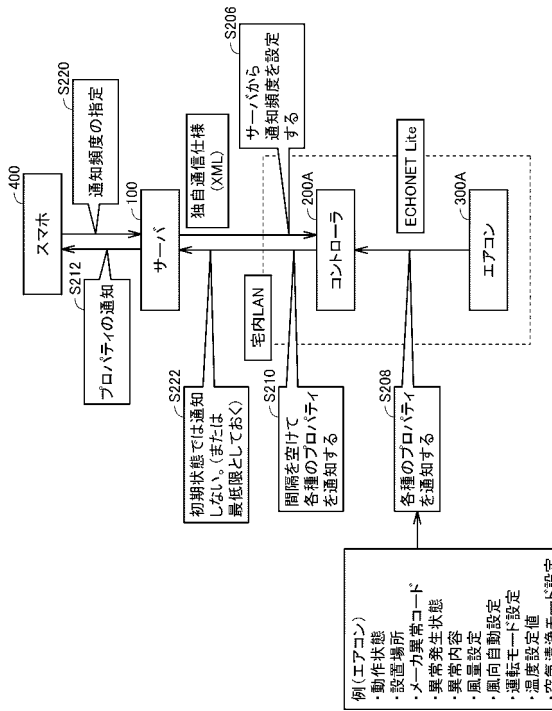 400
スマホ
S220
通知頻度の指定
S212
プロパティの通知
100
サーバ
独自通信仕様
(XML)
S206
サーバから
通知頻度を設定
する
S222
初期状態では通知
しない。(または
最低限としておく)
宅内LAN
S210
間隔を空けて
各種のプロパティ
を通知する
200A
コントローラ
ECHONET Lite
S208
各種のプロパティ
を通知する
300A
エアコン
例(エアコン)
・動作状態
・設置場所
・メーカ異常コード
・異常発生状態
・異常内容
・風量設定
・風向自動設定
・運転モード設定
・温度設定値
・空気清浄モード設定